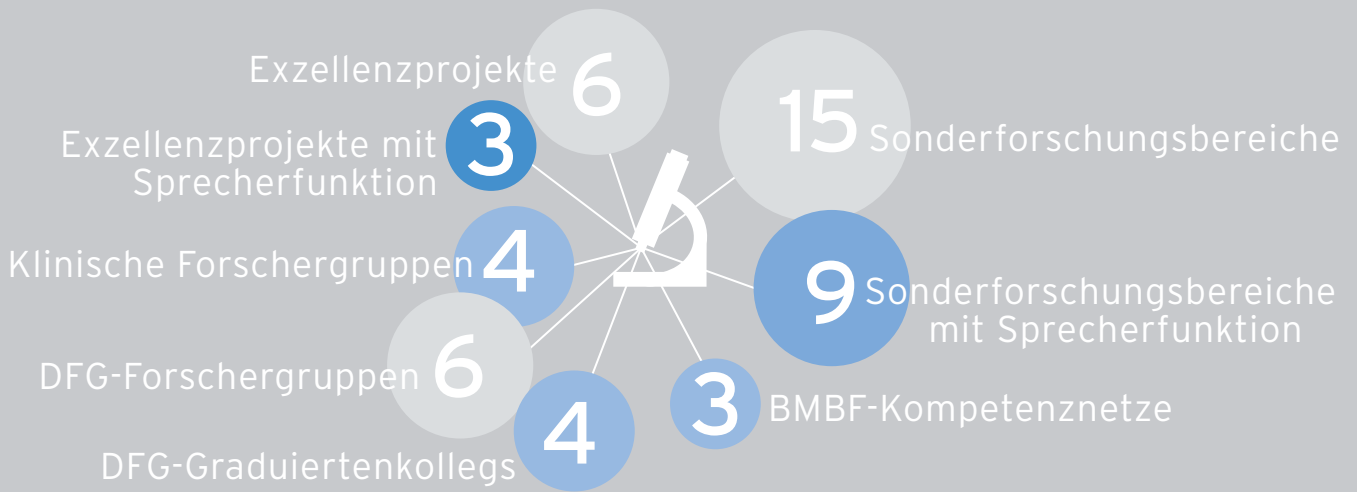 Exzellenzprojekte 6
3 Exzellenzprojekte mit
Sprecherfunktion
Klinische Forschergruppen 4
DFG-Forschergruppen 6
DFG-Graduiertenkollegs 4
3 BMBF-Kompetenznetze
9 Sonderforschungsbereiche
mit Sprecherfunktion
15 Sonderforschungsbereiche